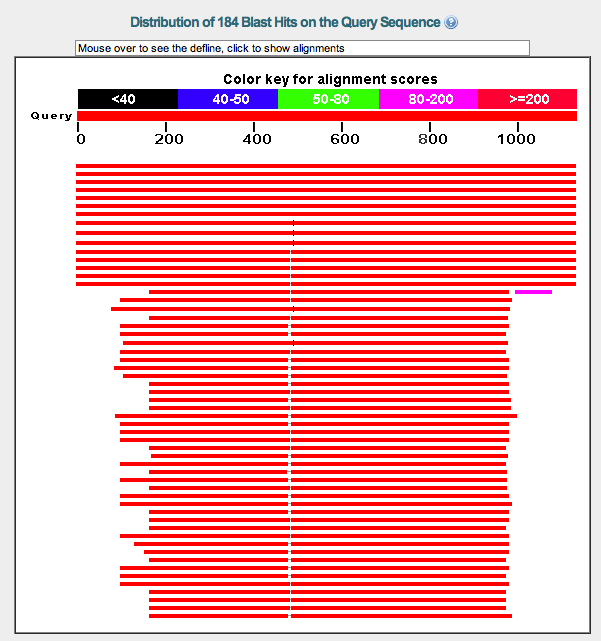 Distribution of 184 Blast Hits on the Query Sequence ?
Mouse over to see the defline, click to show alignments
Color key for alignment scores
<40 40-50 50-80 80-200 >=200
Query
0 200 400 600 800 1000